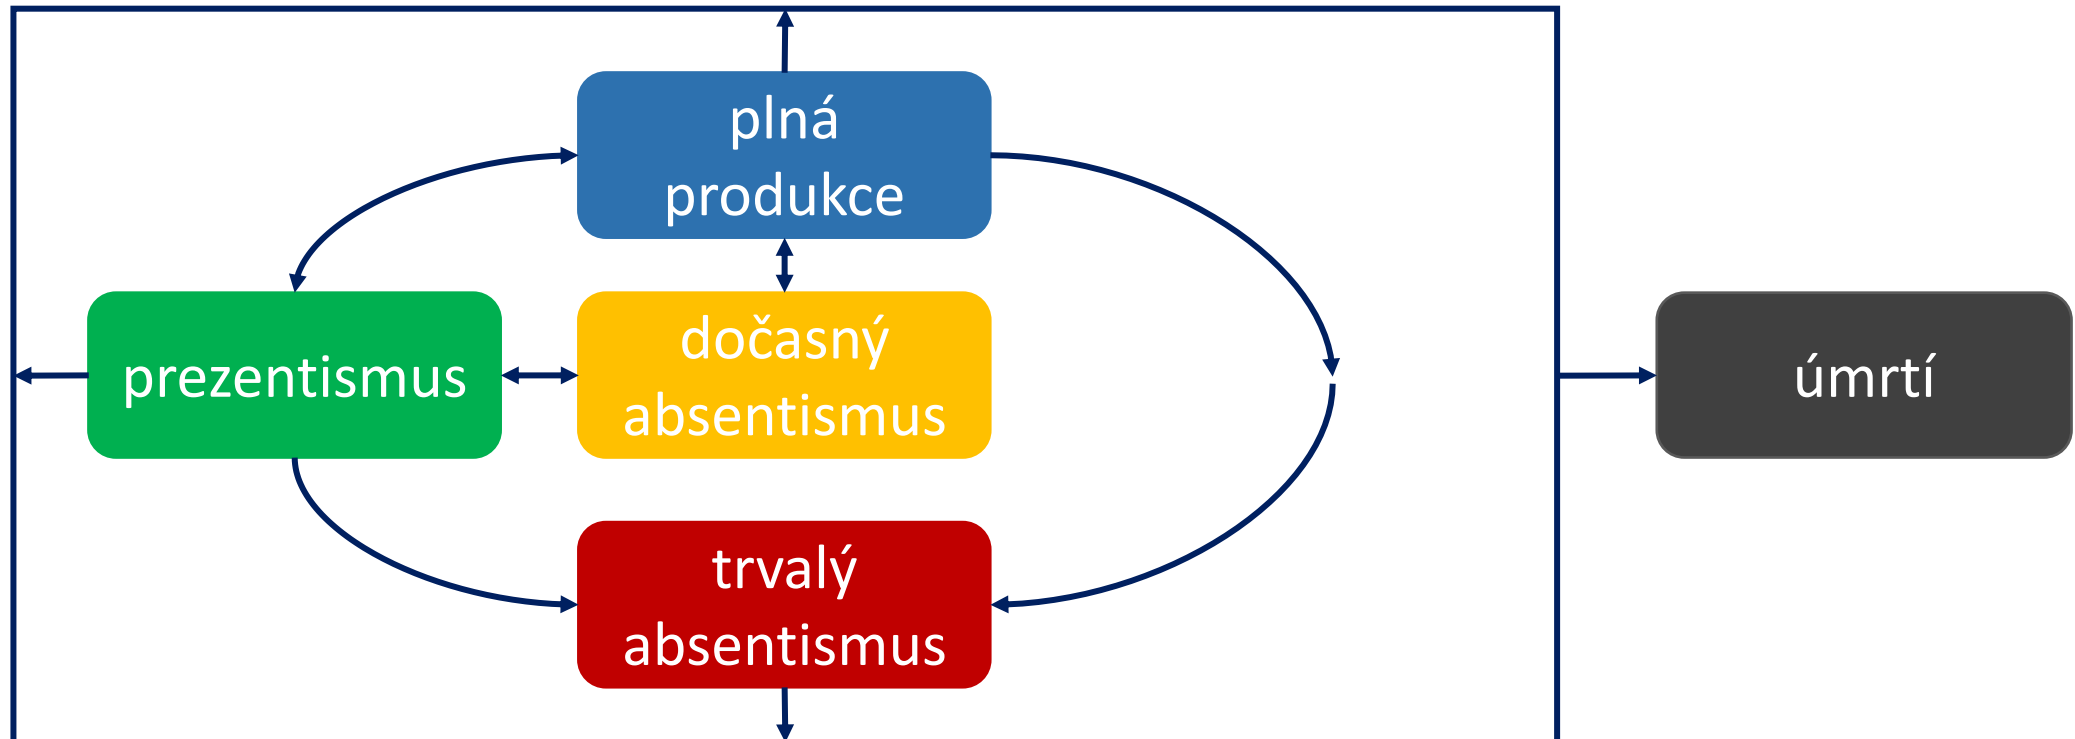 plná
produkce
prezentismus
dočasný
absentismus
úmrtí
trvalý
absentismus